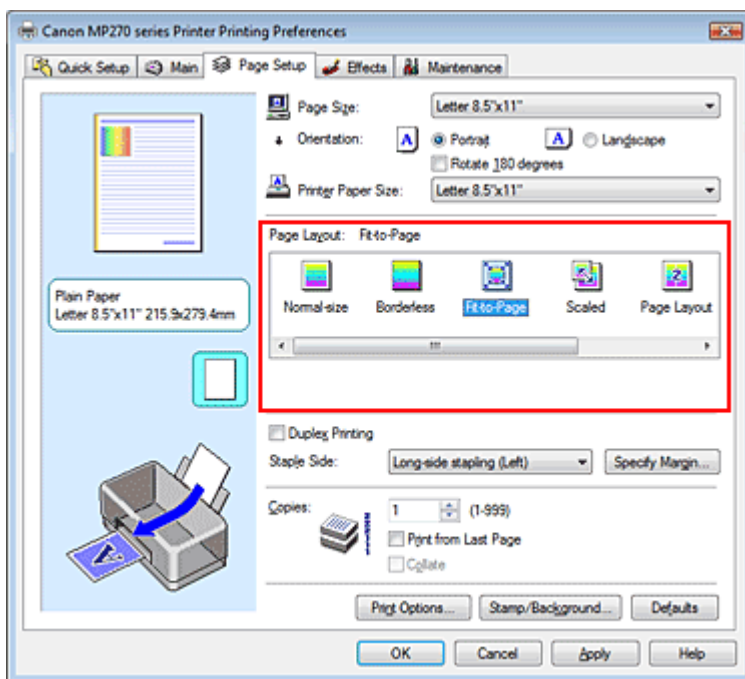 Canon MP270 series Printer Printing Preferences
Quick Setup Main Page Setup Effects Maintenance
Page Size: Letter 8.5"x11"
Orientation: A Portrait A Landscape
Rotate 180 degrees
Printer Paper Size: Letter 8.5"x11"
Page Layout: Fit-to-Page
Normal-size Borderless Fit-to-Page Scaled Page Layout
Plain Paper
Letter 8.5"x11" 215.9x279.4mm
Duplex Printing
Staple Side: Long-side stapling (Left) Specify Margin...
Copies: 1 (1-999)
Print from Last Page
Collate
Print Options... Stamp/Background... Defaults
OK Cancel Apply Help